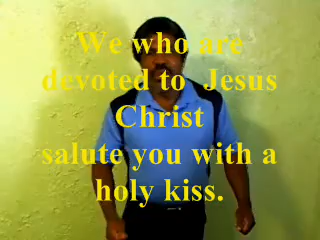 We who are
devoted to Jesus
Christ
salute you with a
holy kiss.